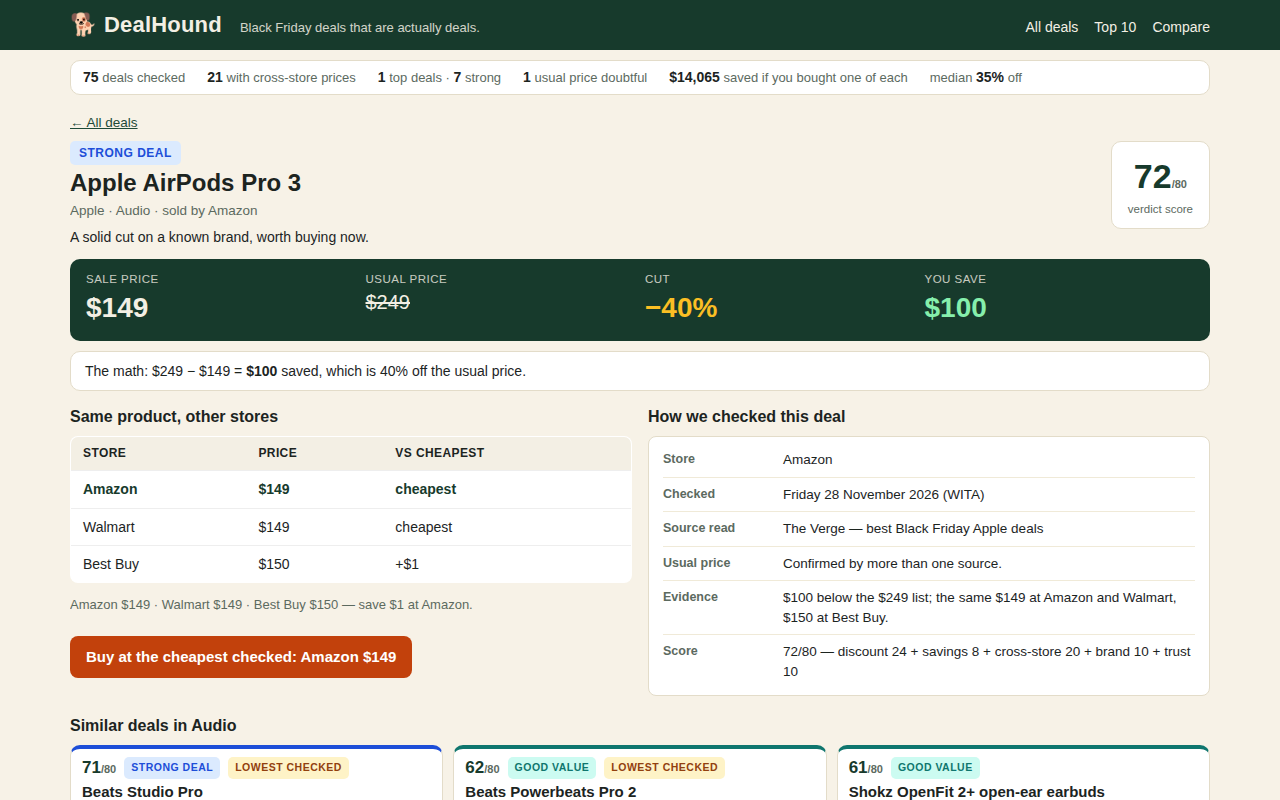 DealHound
Black Friday deals that are actually deals.
All deals Top 10 Compare
75 deals checked 21 with cross-store prices 1 top deals · 7 strong 1 usual price doubtful $14,065 saved if you bought one of each median 35% off
← All deals
STRONG DEAL
Apple AirPods Pro 3
Apple · Audio · sold by Amazon
A solid cut on a known brand, worth buying now.
72/80
verdict score
SALE PRICE USUAL PRICE CUT YOU SAVE
$149 $249 −40% $100
The math: $249 − $149 = $100 saved, which is 40% off the usual price.
Same product, other stores
STORE PRICE VS CHEAPEST
Amazon $149 cheapest
Walmart $149 cheapest
Best Buy $150 +$1
Amazon $149 · Walmart $149 · Best Buy $150 — save $1 at Amazon.
Buy at the cheapest checked: Amazon $149
How we checked this deal
Store Amazon
Checked Friday 28 November 2026 (WITA)
Source read The Verge — best Black Friday Apple deals
Usual price Confirmed by more than one source.
Evidence $100 below the $249 list; the same $149 at Amazon and Walmart,
$150 at Best Buy.
Score 72/80 — discount 24 + savings 8 + cross-store 20 + brand 10 + trust
10
Similar deals in Audio
71/80 STRONG DEAL LOWEST CHECKED
Beats Studio Pro
62/80 GOOD VALUE LOWEST CHECKED
Beats Powerbeats Pro 2
61/80 GOOD VALUE
Shokz OpenFit 2+ open-ear earbuds